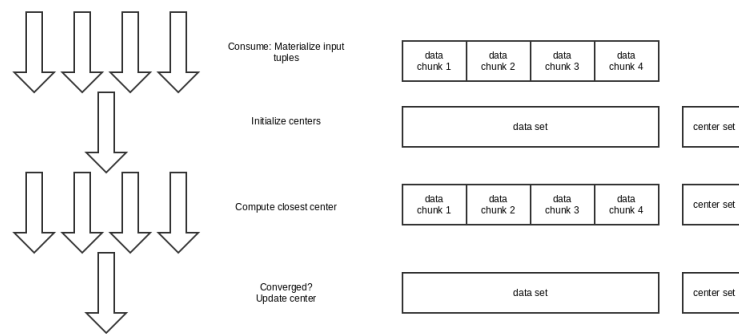 Consume: Materialize input
tuples
data
chunk 1
data
chunk 2
data
chunk 3
data
chunk 4
Initialize centers
data set
center set
Compute closest center
data
chunk 1
data
chunk 2
data
chunk 3
data
chunk 4
center set
Converged?
Update center
data set
center set